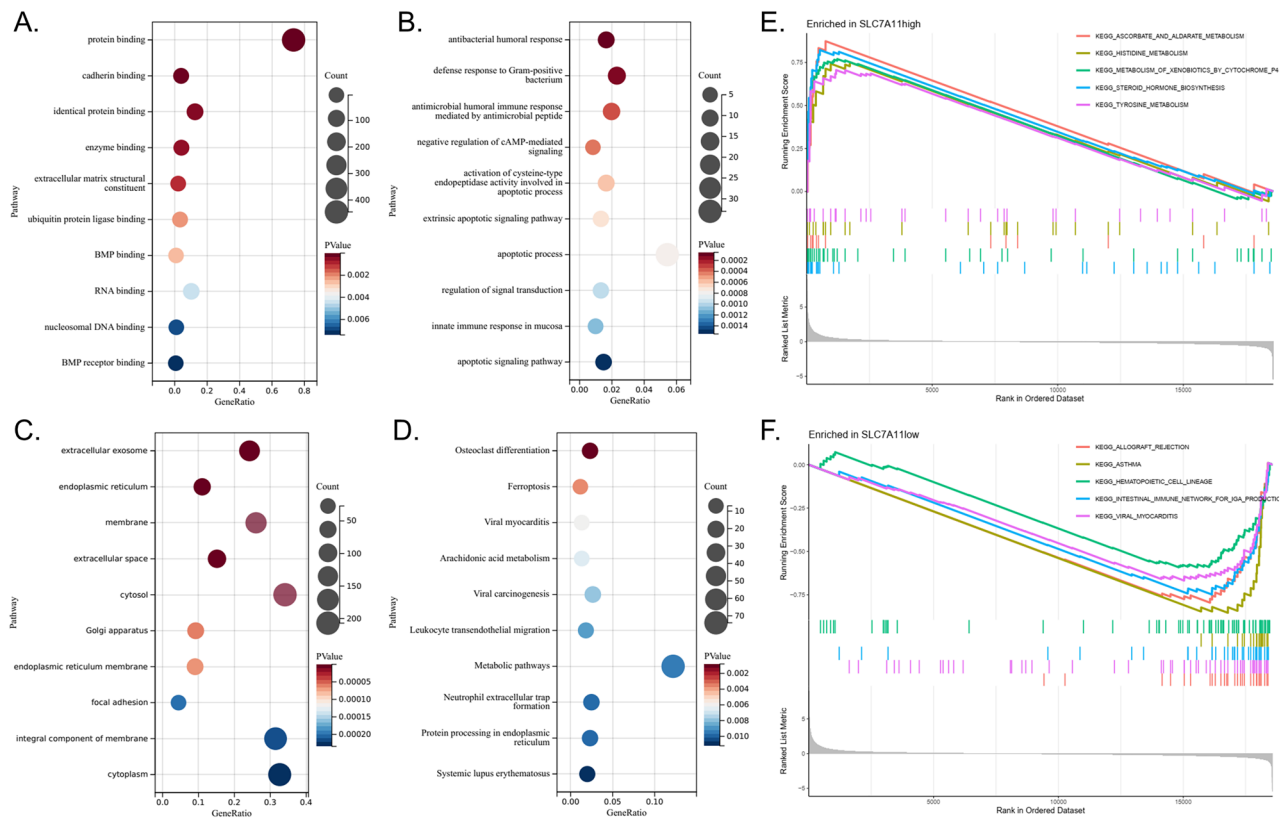 A.
protein binding
cadherin binding
identical protein binding
enzyme binding
extracellular matrix structural
constituent
ubiquitin protein ligase binding
BMP binding
RNA binding
nucleosomal DNA binding
BMP receptor binding
Pathway
0.0
0.2
0.4
0.6
0.8
GeneRatio
Count
100
200
300
400
PValue
0.002
0.004
0.006
B.
antibacterial humoral response
defense response to Gram-positive
bacterium
antimicrobial humoral immune response
mediated by antimicrobial peptide
negative regulation of cAMP-mediated
signaling
activation of cysteine-type
endopeptidase activity involved in
apoptotic process
extrinsic apoptotic signaling pathway
apoptotic process
regulation of signal transduction
innate immune response in mucosa
apoptotic signaling pathway
Pathway
0.00
0.02
0.04
0.06
GeneRatio
Count
5
10
15
20
25
30
PValue
0.0002
0.0004
0.0006
0.0008
0.0010
0.0012
0.0014
E.
Enriched in SLC7A11high
KEGG_ASCORBATE_AND_ALDARATE_METABOLISM
KEGG_HISTIDINE_METABOLISM
KEGG_METABOLISM_OF_XENOBIOTICS_BY_CYTOCHROME_P4
KEGG_STEROID_HORMONE_BIOSYNTHESIS
KEGG_TYROSINE_METABOLISM
Running Enrichment Score
0.75
0.50
0.25
0.00
Ranked List Metric
5
0
−5
5000
10000
15000
Rank in Ordered Dataset
C.
extracellular exosome
endoplasmic reticulum
membrane
extracellular space
cytosol
Golgi apparatus
endoplasmic reticulum membrane
focal adhesion
integral component of membrane
cytoplasm
Pathway
0.0
0.1
0.2
0.3
0.4
GeneRatio
Count
50
100
150
200
PValue
0.00005
0.00010
0.00015
0.00020
D.
Osteoclast differentiation
Ferroptosis
Viral myocarditis
Arachidonic acid metabolism
Viral carcinogenesis
Leukocyte transendothelial migration
Metabolic pathways
Neutrophil extracellular trap
formation
Protein processing in endoplasmic
reticulum
Systemic lupus erythematosus
Pathway
0.00
0.05
0.10
GeneRatio
Count
10
20
30
40
50
60
70
PValue
0.002
0.004
0.006
0.008
0.010
F.
Enriched in SLC7A11low
KEGG_ALLOGRAFT_REJECTION
KEGG_ASTHMA
KEGG_HEMATOPOIETIC_CELL_LINEAGE
KEGG_INTESTINAL_IMMUNE_NETWORK_FOR_IGA_PRODUCTION
KEGG_VIRAL_MYOCARDITIS
Running Enrichment Score
0.00
−0.25
−0.50
−0.75
Ranked List Metric
5
0
−5
5000
10000
15000
Rank in Ordered Dataset